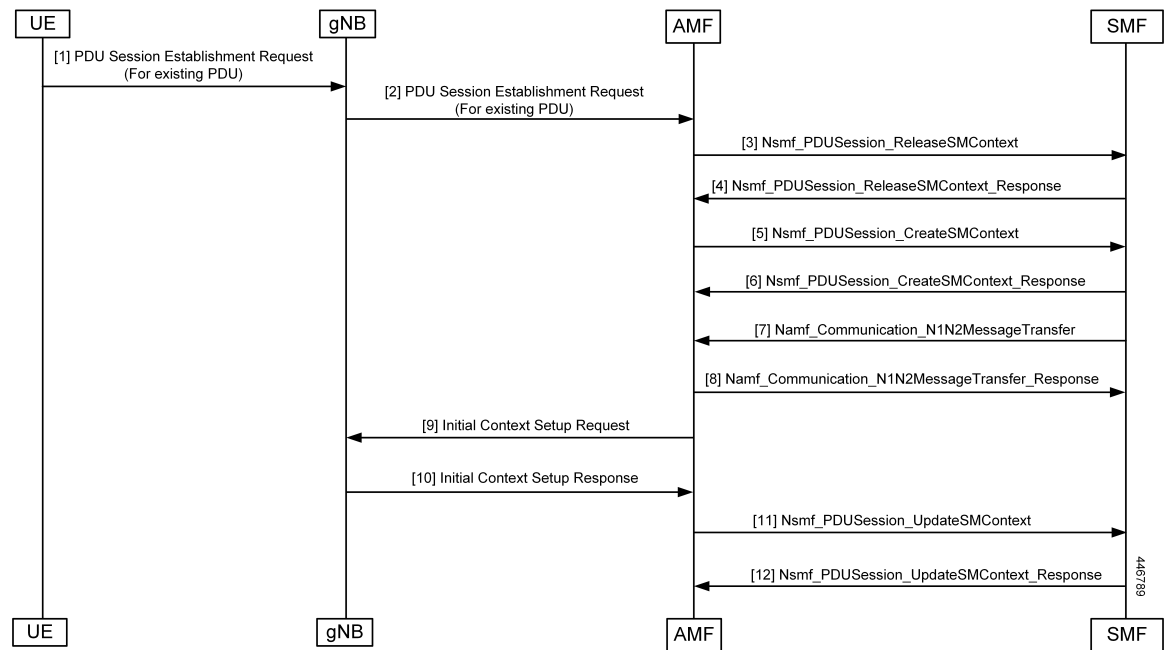 UE
gNB
AMF
SMF
[1] PDU Session Establishment Request
(For existing PDU)
[2] PDU Session Establishment Request
(For existing PDU)
[3] Nsmf_PDUSession_ReleaseSMContext
[4] Nsmf_PDUSession_ReleaseSMContext_Response
[5] Nsmf_PDUSession_CreateSMContext
[6] Nsmf_PDUSession_CreateSMContext_Response
[7] Namf_Communication_N1N2MessageTransfer
[8] Namf_Communication_N1N2MessageTransfer_Response
[9] Initial Context Setup Request
[10] Initial Context Setup Response
[11] Nsmf_PDUSession_UpdateSMContext
[12] Nsmf_PDUSession_UpdateSMContext_Response
446789
UE
gNB
AMF
SMF